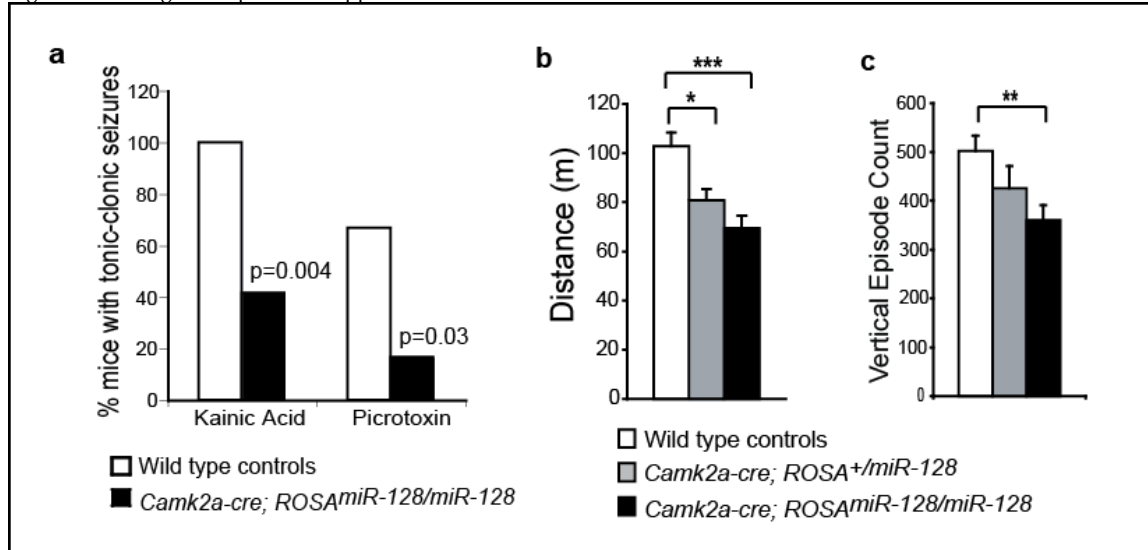 a
% mice with tonic-clonic seizures
120
100
80
60
40
20
0
p=0.004
p=0.03
Kainic Acid Picrotoxin
Wild type controls
Camk2a-cre; ROSAmiR-128/miR-128
b
***
*
Distance (m)
120
100
80
60
40
20
0
c
**
Vertical Episode Count
600
500
400
300
200
100
0
Wild type controls
Camk2a-cre; ROSA+/miR-128
Camk2a-cre; ROSAmiR-128/miR-128